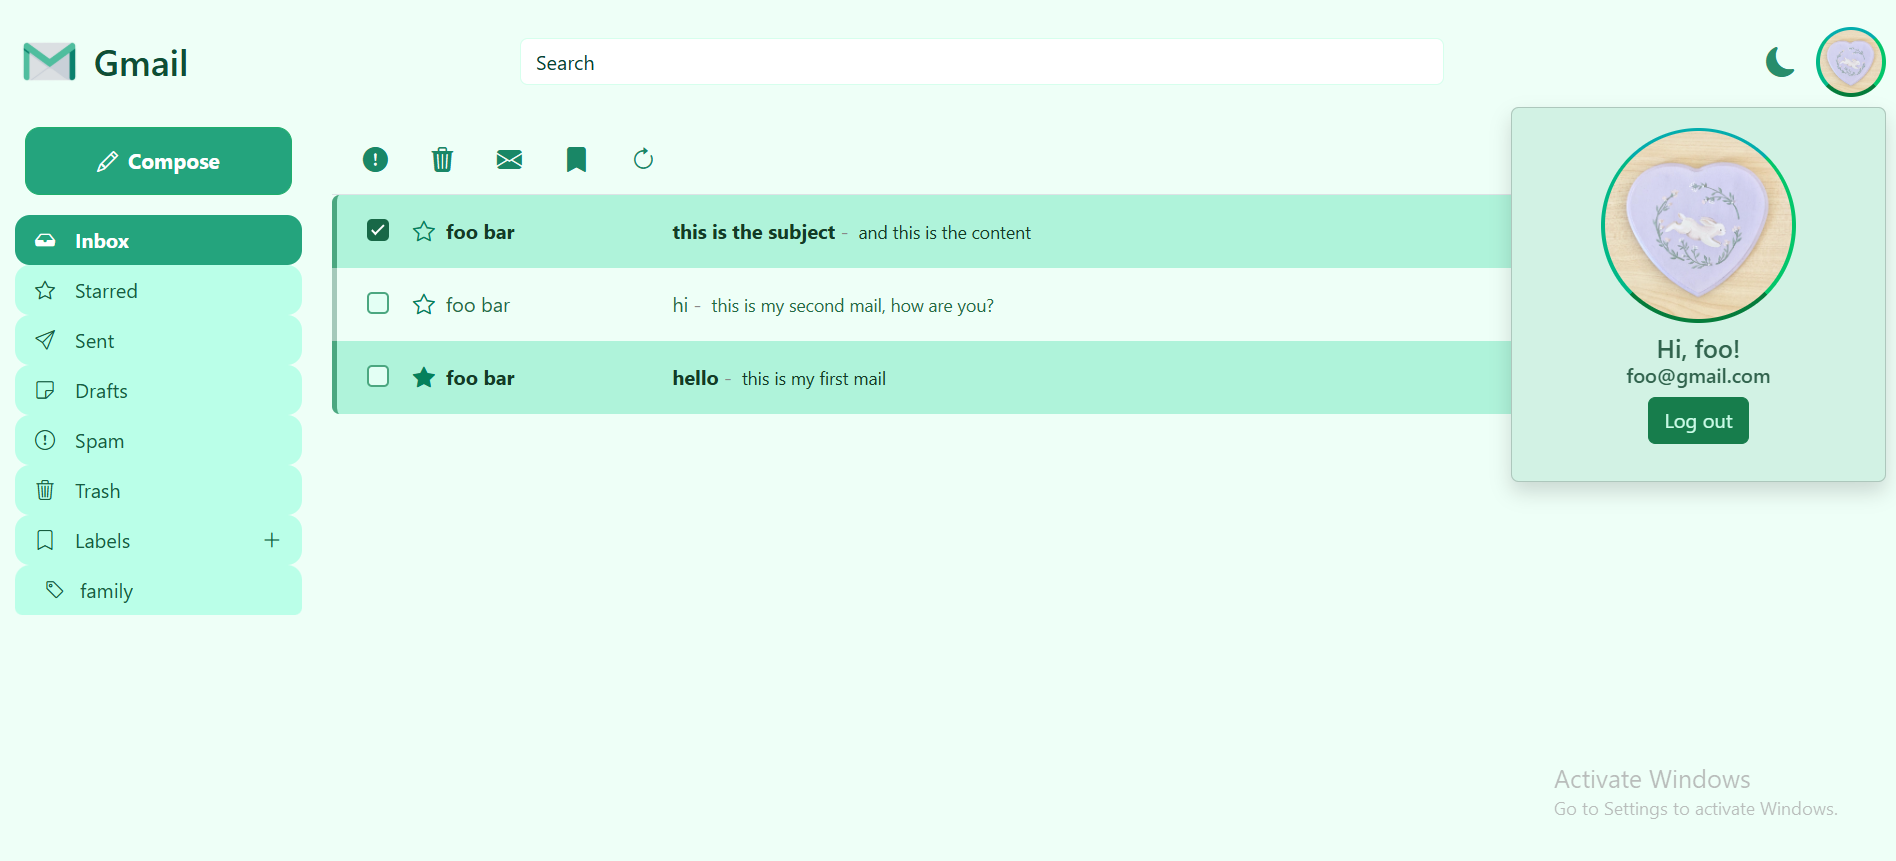 Gmail
Search
Compose
Inbox
Starred
Sent
Drafts
Spam
Trash
Labels
family
foo bar this is the subject - and this is the content
foo bar hi - this is my second mail, how are you?
foo bar hello - this is my first mail
Hi, foo!
foo@gmail.com
Log out
Activate Windows
Go to Settings to activate Windows.